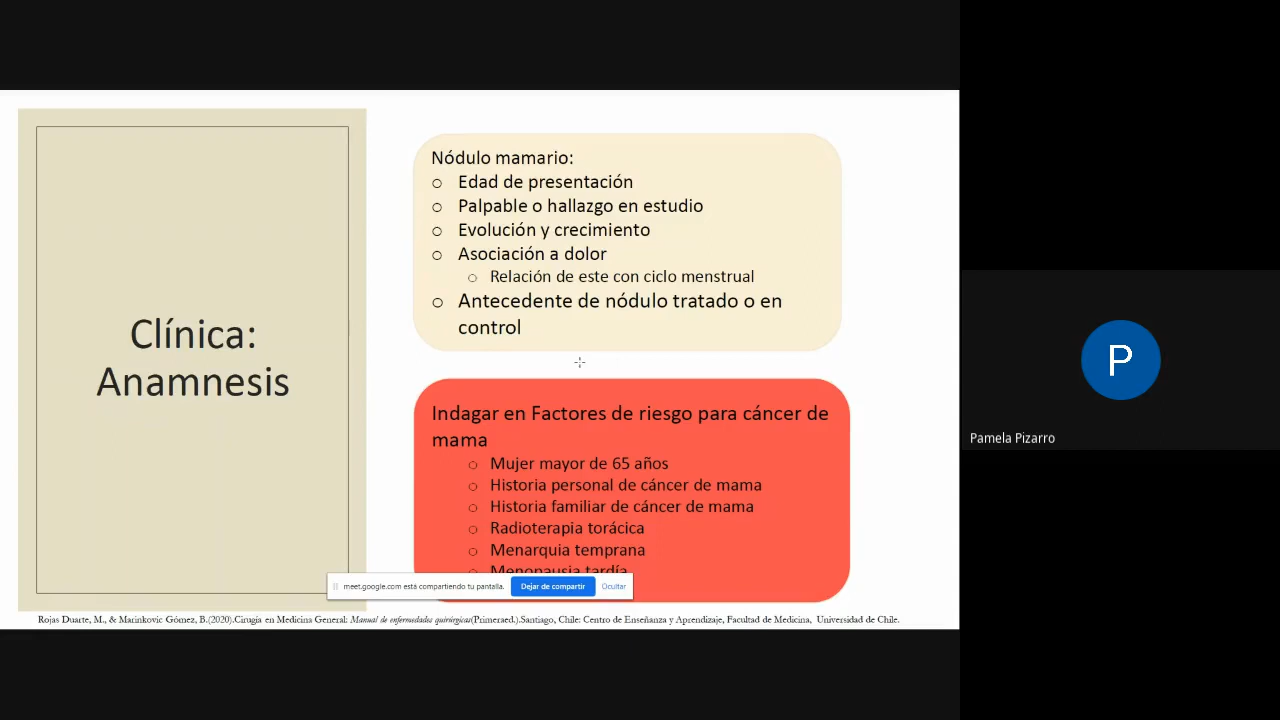 Clínica:
Anamnesis
Nódulo mamario:
o Edad de presentación
o Palpable o hallazgo en estudio
o Evolución y crecimiento
o Asociación a dolor
o Relación de este con ciclo menstrual
o Antecedente de nódulo tratado o en
control
Indagar en Factores de riesgo para cáncer de
mama
o Mujer mayor de 65 años
o Historia personal de cáncer de mama
o Historia familiar de cáncer de mama
o Radioterapia torácica
o Menarquia temprana
o Menopausia tardía
meet.google.com está compartiendo tu pantalla. Dejar de compartir Ocultar
Rojas Duarte, M., & Marinkovic Gómez, B.(2020).Cirugía en Medicina General: Manual de enfermedades quirúrgicas(Primeraed.).Santiago, Chile: Centro de Enseñanza y Aprendizaje, Facultad de Medicina, Universidad de Chile.
P
Pamela Pizarro